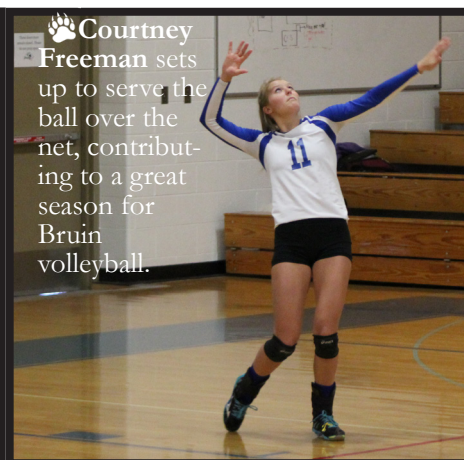 Courtney
Freeman sets
up to serve the
ball over the
net, contribut-
ing to a great
season for
Bruin
volleyball.
11